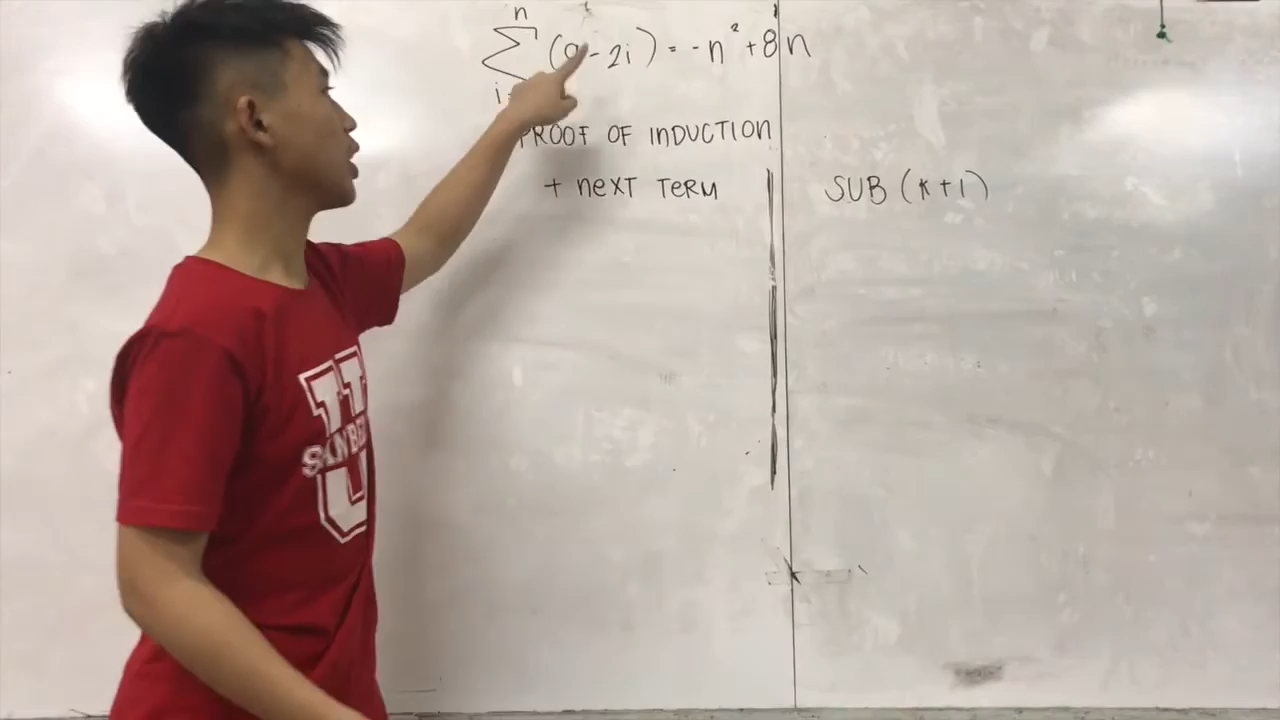 n
∑ (9-2i) = -n² + 8n
i
PROOF OF INDUCTION
+ NEXT TERM
SUB (K+1)